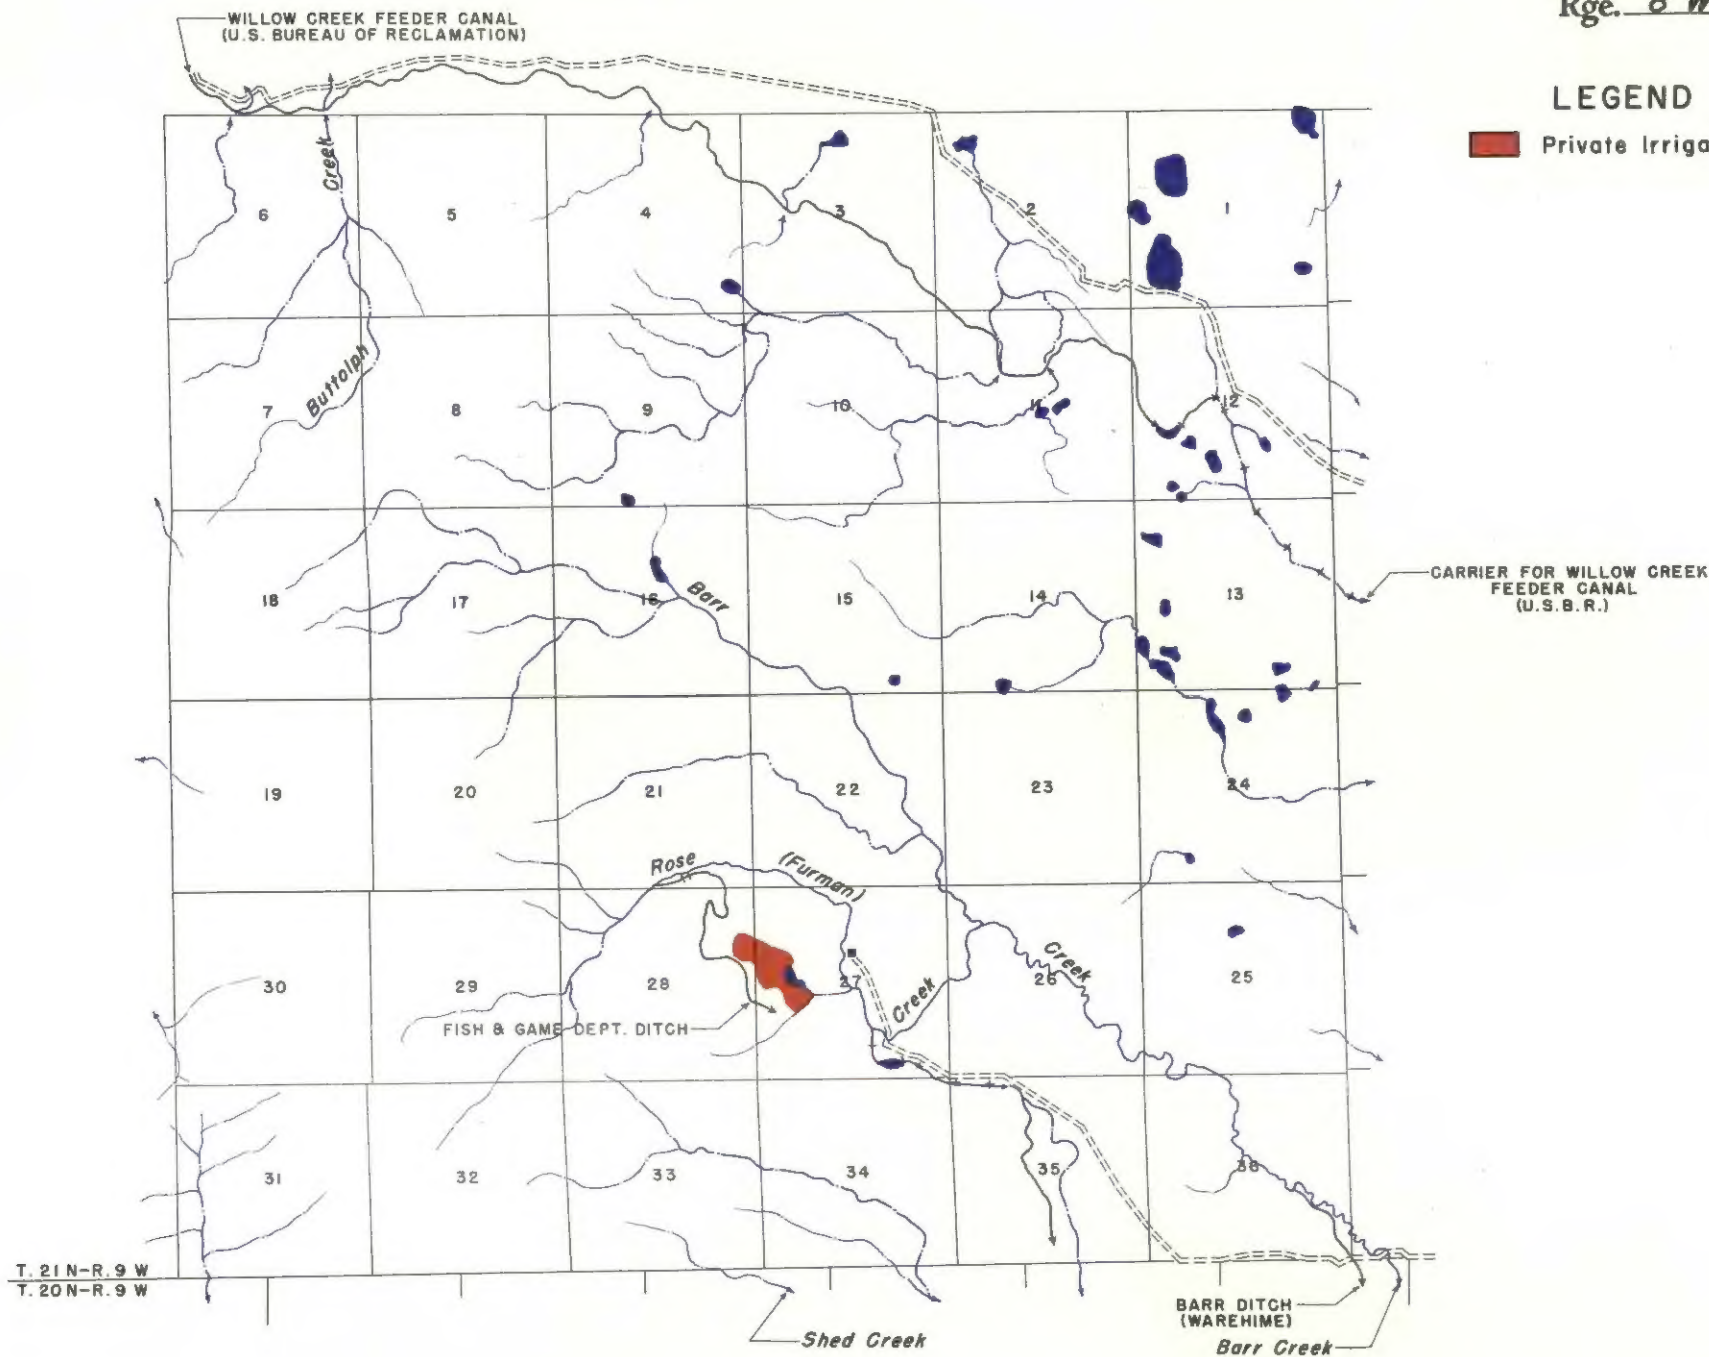 WILLOW CREEK FEEDER CANAL
(U.S. BUREAU OF RECLAMATION)
Rge. 8
LEGEND
Private Irriga
Creek
6
5
4
3
2
1
Buttolph
7
8
9
10
11
12
18
17
16
Barr
15
14
13
CARRIER FOR WILLOW CREEK
FEEDER CANAL
(U.S.B.R.)
19
20
21
22
23
24
Rose
(Furman)
Creek
30
29
28
27
Creek
26
25
FISH & GAME DEPT. DITCH
31
32
33
34
35
36
T. 21 N-R. 9 W
T. 20 N-R. 9 W
BARR DITCH
(WAREHIME)
Shed Creek
Barr Creek